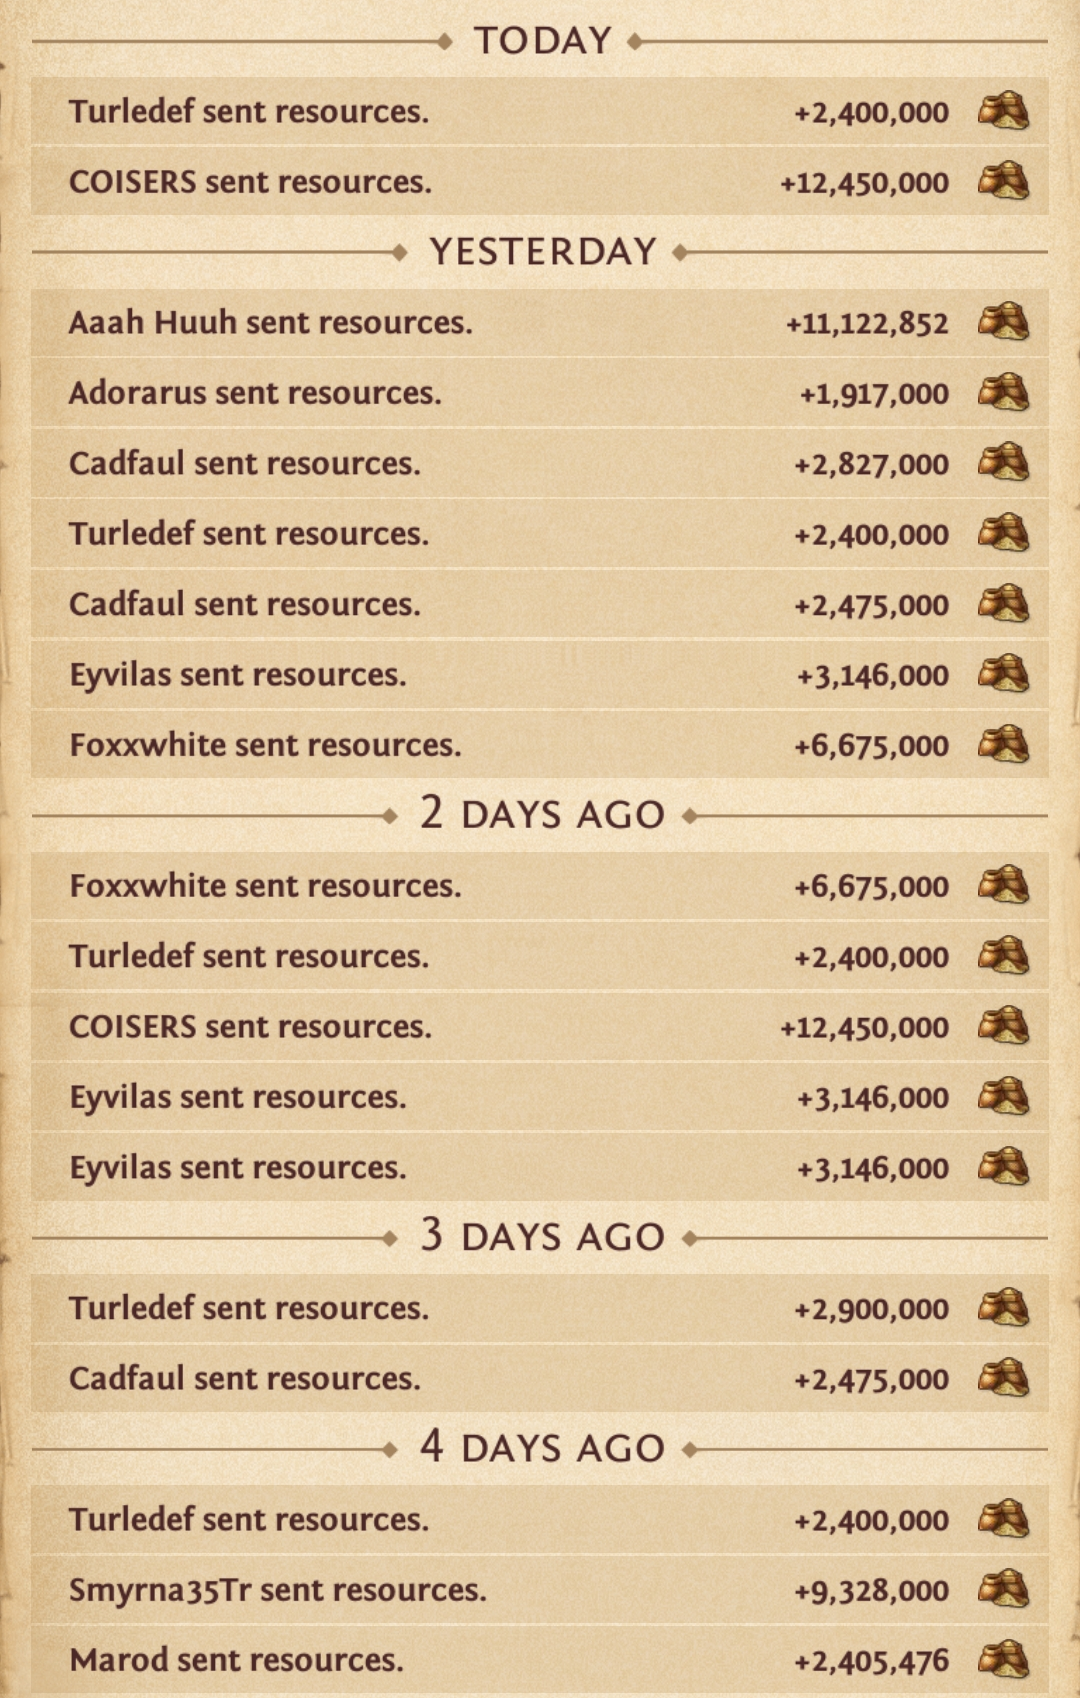 TODAY
Turledef sent resources. +2,400,000
COISERS sent resources. +12,450,000
YESTERDAY
Aaah Huuh sent resources. +11,122,852
Adorarus sent resources. +1,917,000
Cadfaul sent resources. +2,827,000
Turledef sent resources. +2,400,000
Cadfaul sent resources. +2,475,000
Eyvilas sent resources. +3,146,000
Foxxwhite sent resources. +6,675,000
2 DAYS AGO
Foxxwhite sent resources. +6,675,000
Turledef sent resources. +2,400,000
COISERS sent resources. +12,450,000
Eyvilas sent resources. +3,146,000
Eyvilas sent resources. +3,146,000
3 DAYS AGO
Turledef sent resources. +2,900,000
Cadfaul sent resources. +2,475,000
4 DAYS AGO
Turledef sent resources. +2,400,000
Smyrna35Tr sent resources. +9,328,000
Marod sent resources. +2,405,476